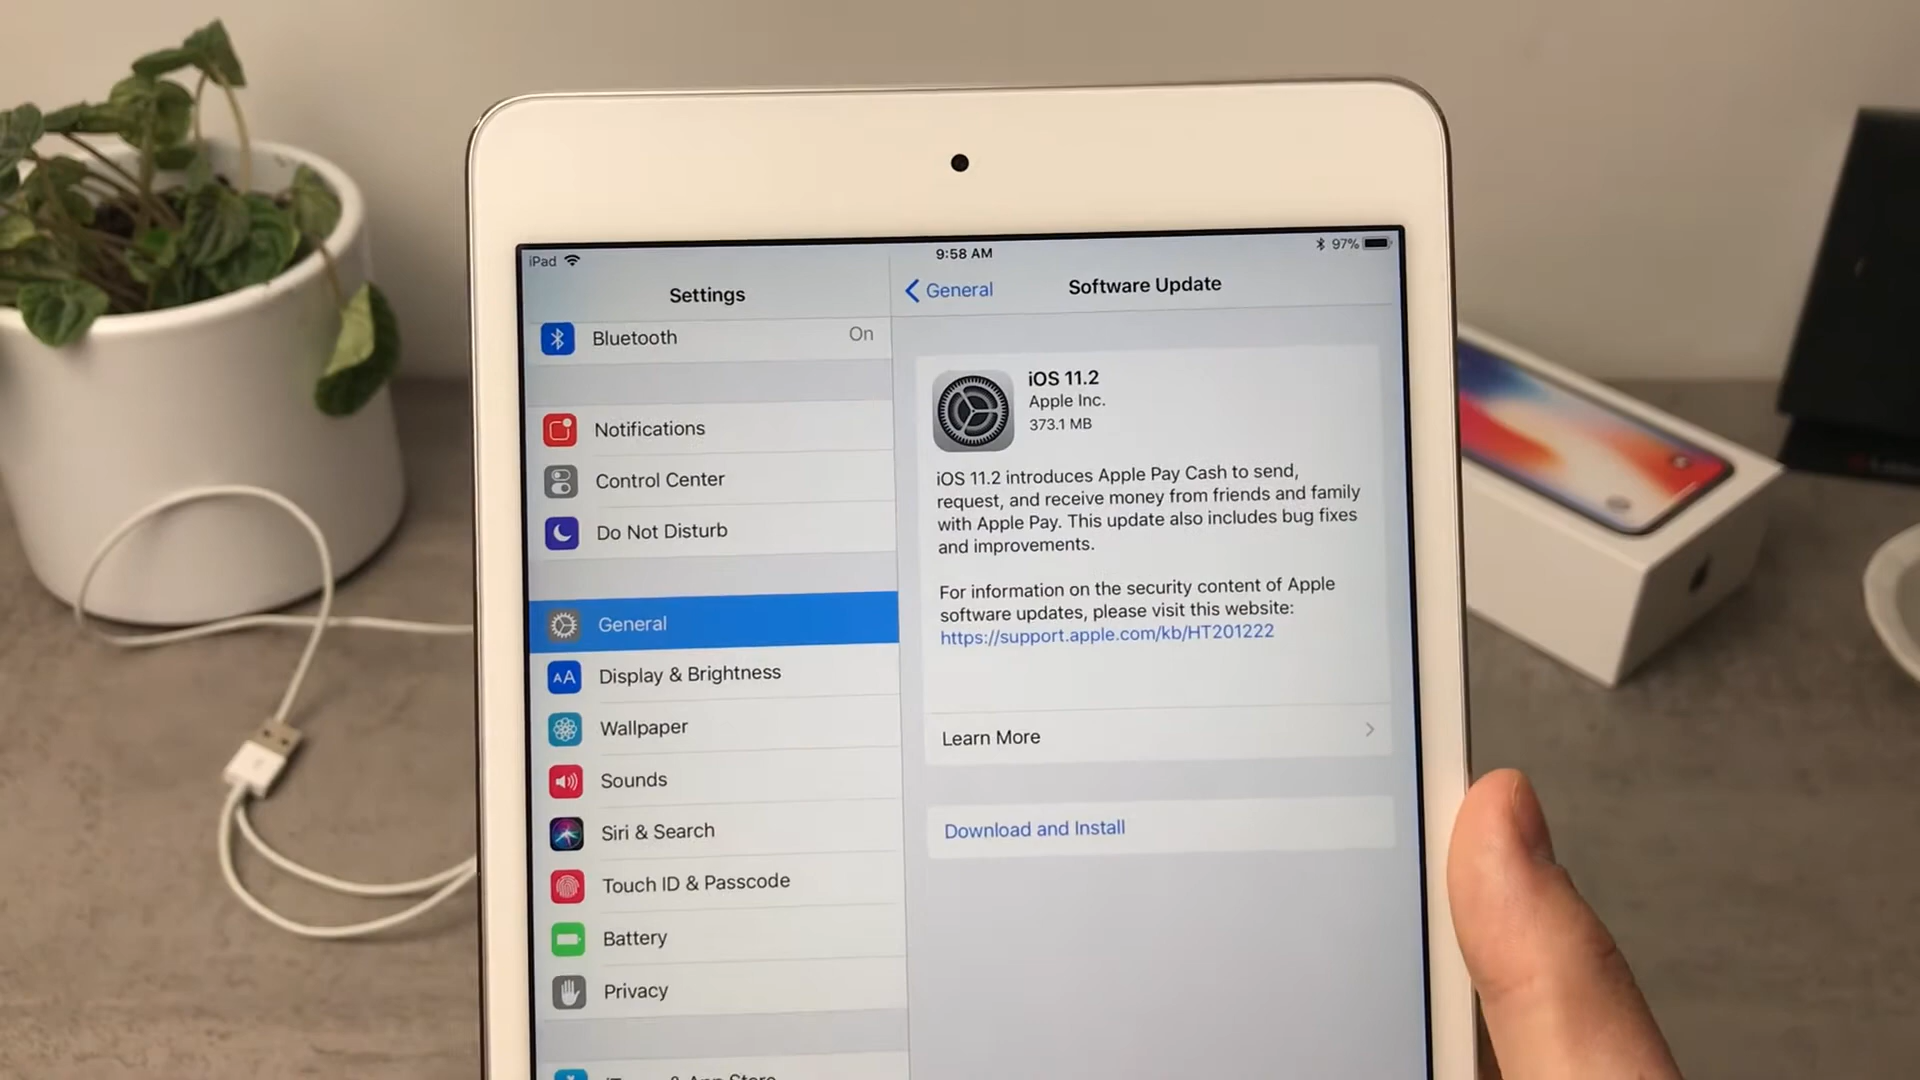 iPad
9:58 AM
97%
Settings
Bluetooth
On
Notifications
Control Center
Do Not Disturb
General
AA
Display & Brightness
Wallpaper
Sounds
Siri & Search
Touch ID & Passcode
Battery
Privacy
& App Store
General
Software Update
iOS 11.2
Apple Inc.
373.1 MB
iOS 11.2 introduces Apple Pay Cash to send,
request, and receive money from friends and family
with Apple Pay. This update also includes bug fixes
and improvements.
For information on the security content of Apple
software updates, please visit this website:
https://support.apple.com/kb/HT201222
Learn More
Download and Install